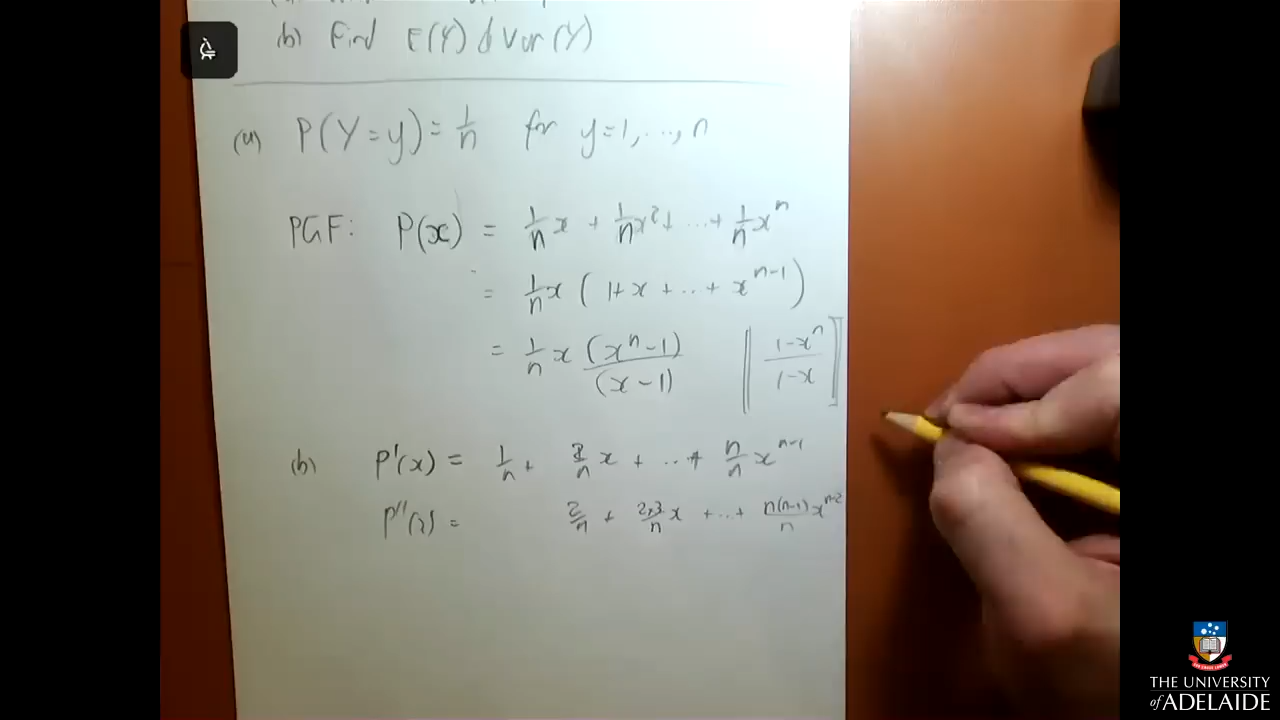 (b) Find E(Y) & Var(Y)
(a) P(Y=y) = 1/n for y=1,...,n
PGF: P(x) = 1/n x + 1/n x² + ... + 1/n xⁿ
= 1/n x (1+x+...+xⁿ⁻¹)
= 1/n x (xⁿ-1)/(x-1) [1-xⁿ/1-x]
(b) P'(x) = 1/n + 2/n x + ... + n/n xⁿ⁻¹
P''(x) = 2/n + 2.3/n x + ... + n(n-1)/n xⁿ⁻²
THE UNIVERSITY
of ADELAIDE